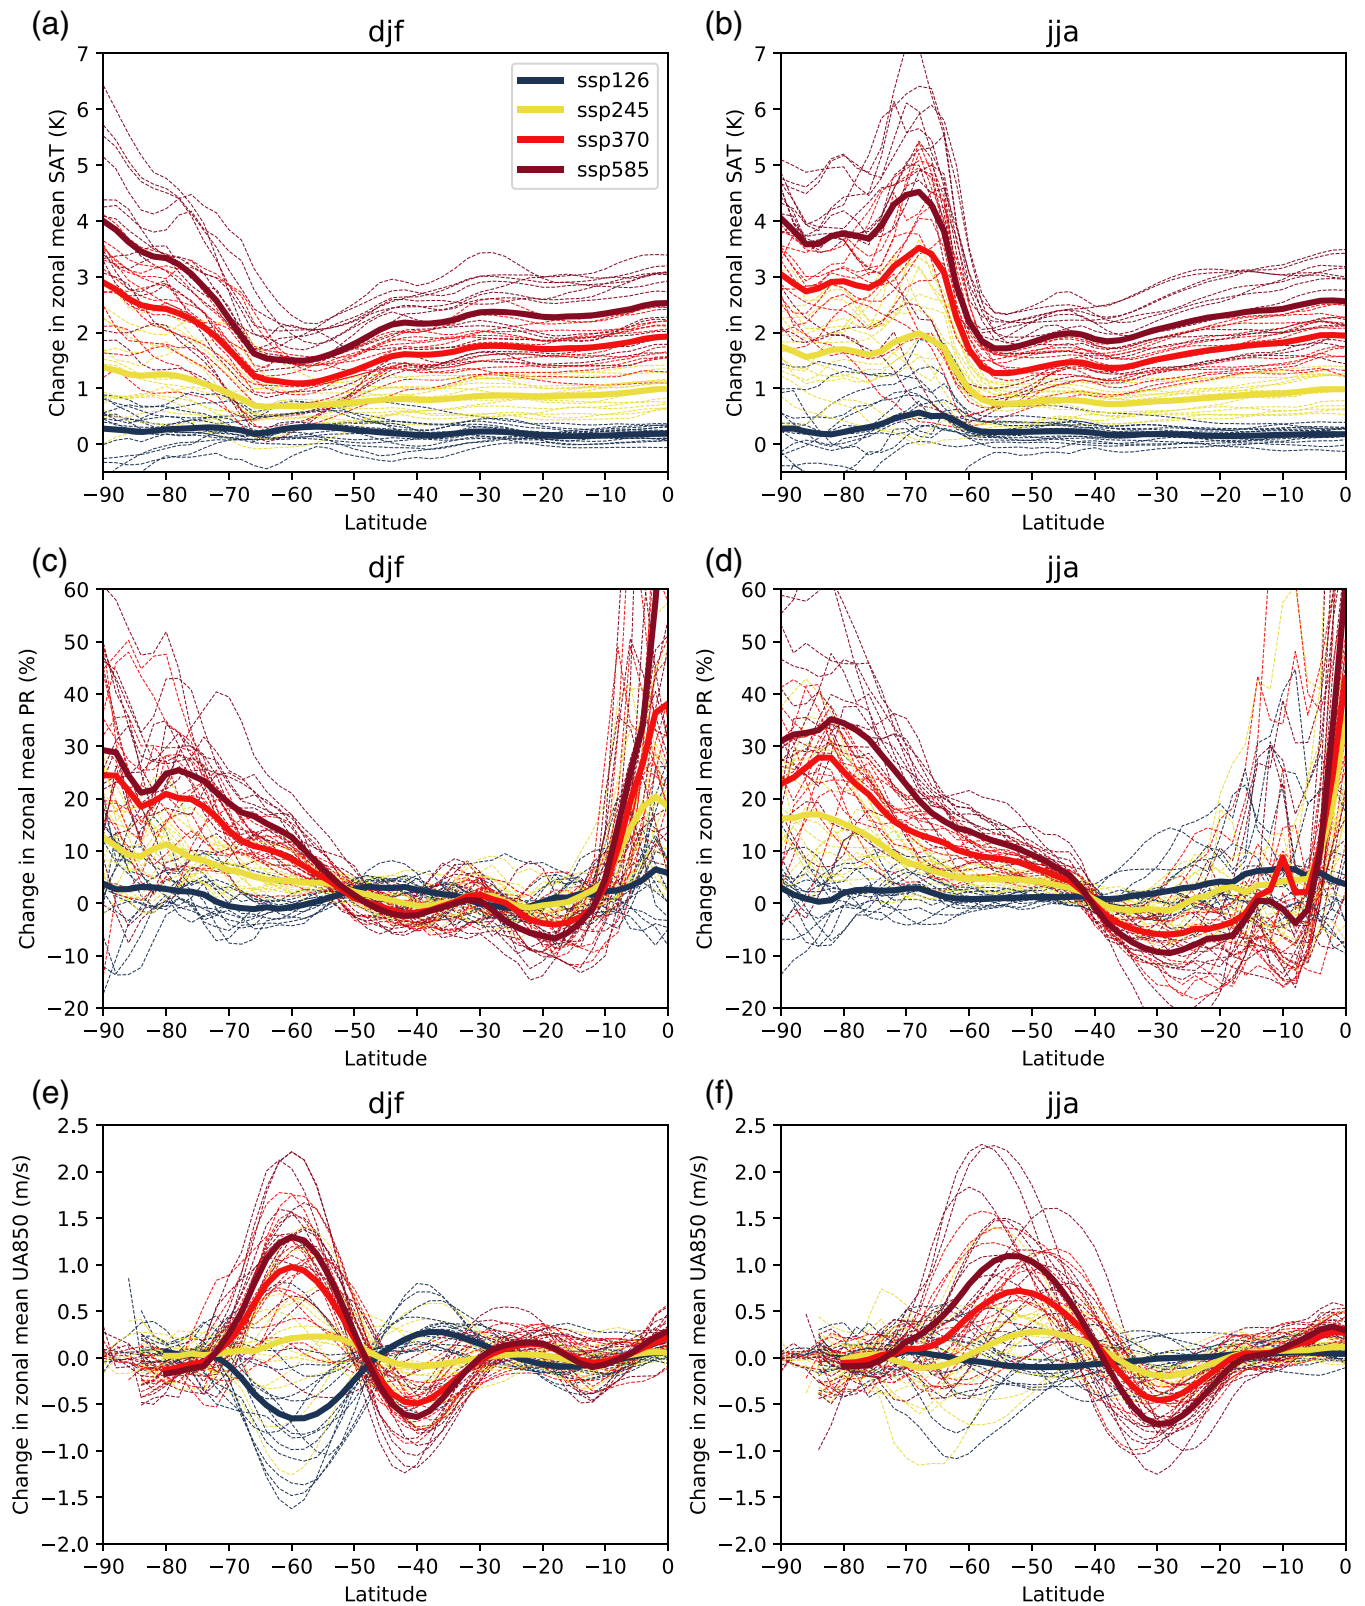 (a)
djf
(b)
jja
7
6
5
4
3
2
1
0
Change in zonal mean SAT (K)
ssp126
ssp245
ssp370
ssp585
−90 −80 −70 −60 −50 −40 −30 −20 −10 0
Latitude
7
6
5
4
3
2
1
0
Change in zonal mean SAT (K)
−90 −80 −70 −60 −50 −40 −30 −20 −10 0
Latitude
(c)
djf
(d)
jja
60
50
40
30
20
10
0
−10
−20
Change in zonal mean PR (%)
−90 −80 −70 −60 −50 −40 −30 −20 −10 0
Latitude
60
50
40
30
20
10
0
−10
−20
Change in zonal mean PR (%)
−90 −80 −70 −60 −50 −40 −30 −20 −10 0
Latitude
(e)
djf
(f)
jja
2.5
2.0
1.5
1.0
0.5
0.0
−0.5
−1.0
−1.5
−2.0
Change in zonal mean UA850 (m/s)
−90 −80 −70 −60 −50 −40 −30 −20 −10 0
Latitude
2.5
2.0
1.5
1.0
0.5
0.0
−0.5
−1.0
−1.5
−2.0
Change in zonal mean UA850 (m/s)
−90 −80 −70 −60 −50 −40 −30 −20 −10 0
Latitude